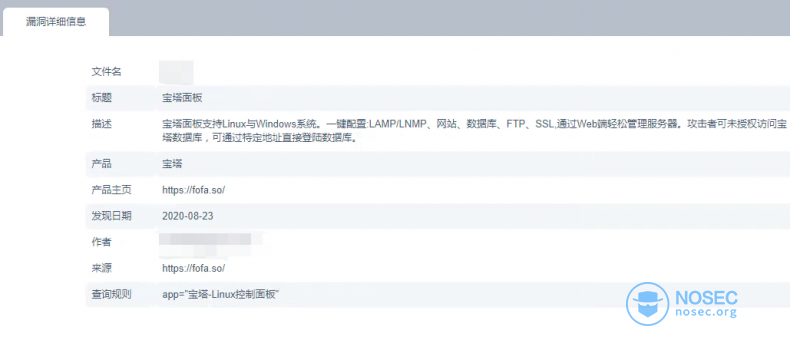 漏洞详细信息
文件名
标题 宝塔面板
描述 宝塔面板支持Linux与Windows系统。一键配置:LAMP/LNMP、网站、数据库、FTP、SSL,通过Web端轻松管理服务器。攻击者可未授权访问宝
塔数据库，可通过特定地址直接登陆数据库。
产品 宝塔
产品主页 https://fofa.so/
发现日期 2020-08-23
作者
来源 https://fofa.so/
查询规则 app="宝塔-Linux控制面板"
NOSEC
nosec.org